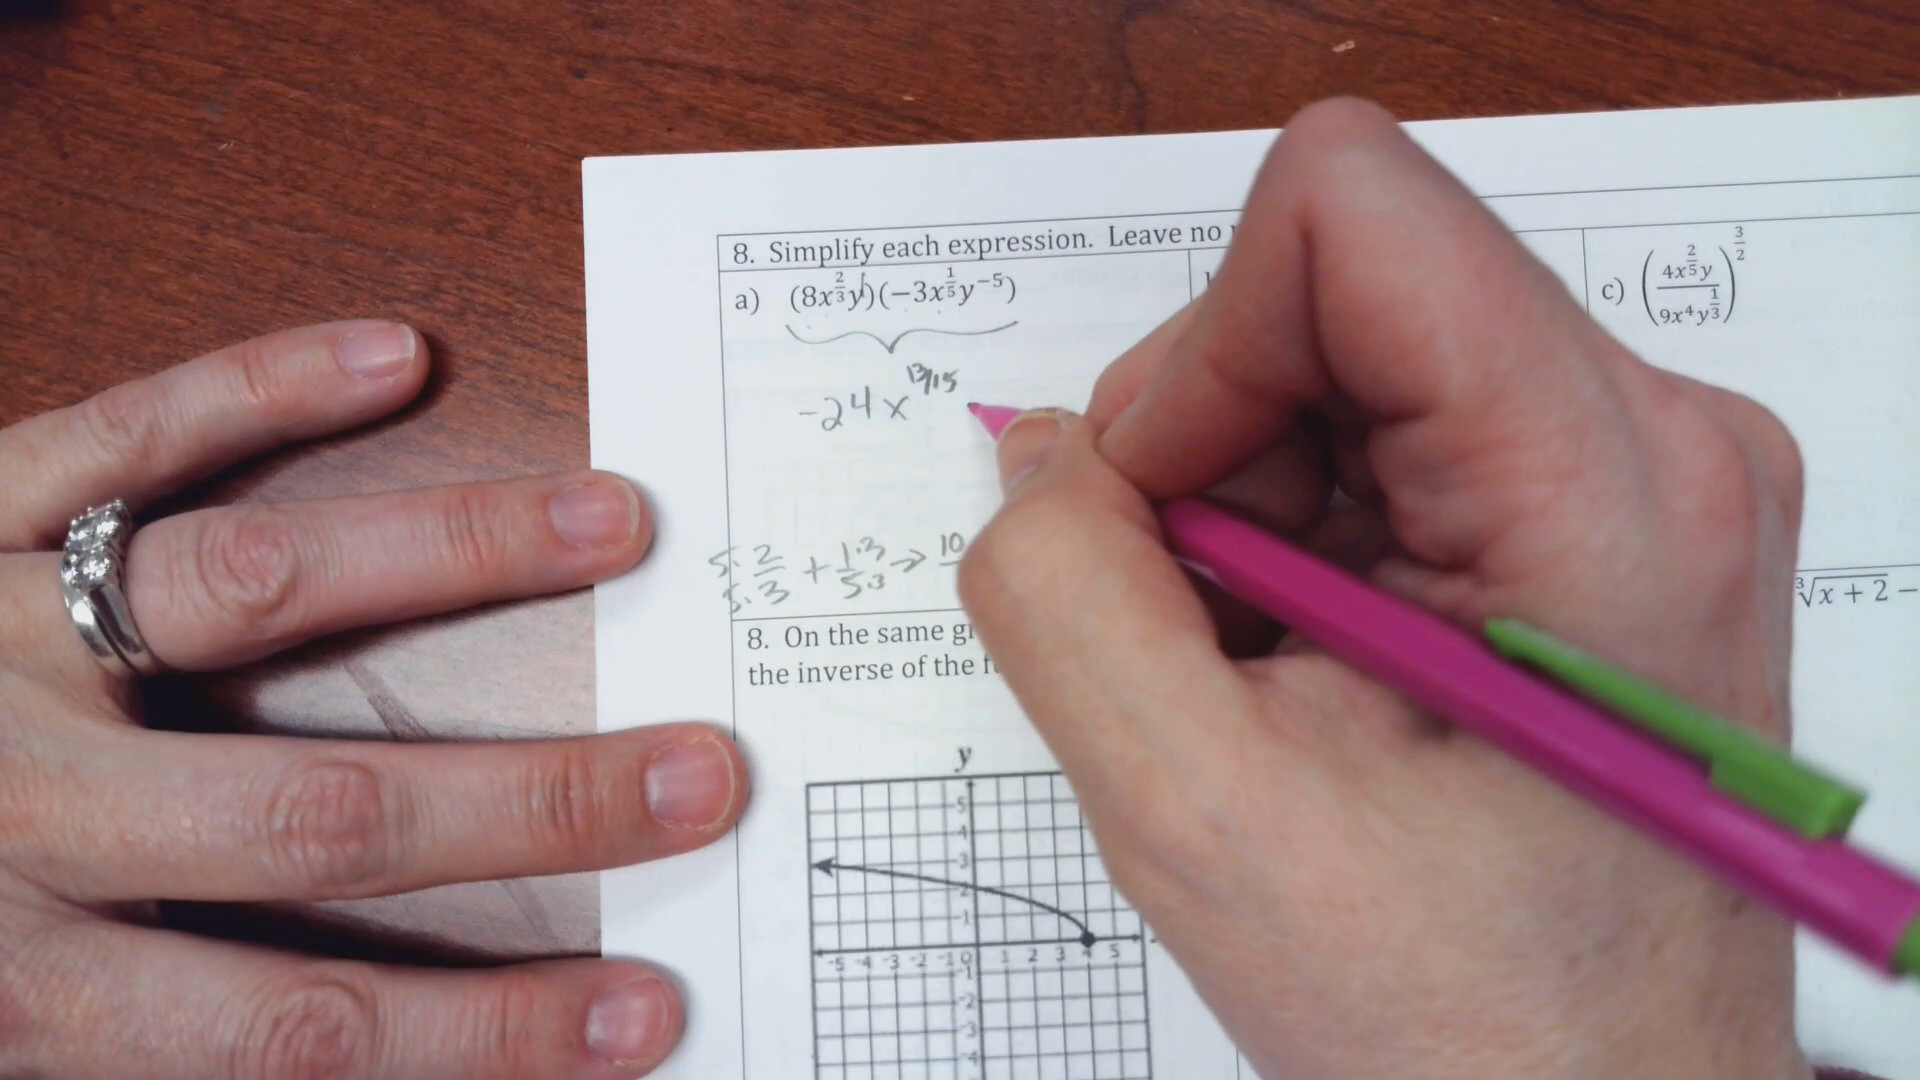 8. Simplify each expression. Leave no
a) (8x^{2/3}y^1)(−3x^{1/5}y^{−5})
c) (4x^{2/5}y / 9x^4y^{1/3})^{3/2}
-24x^{13/15}
5·2/5·3 + 1·3/5·3 → 10
∛(x + 2) −
8. On the same
the inverse of the
y
5
4
3
2
1
-5 -4 -3 -2 -1 0 1 2 3 4 5
-1
-2
-3
-4